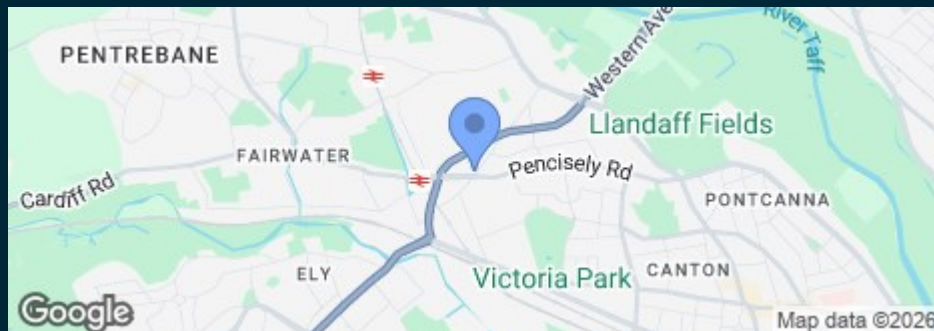 River Taff
Western Ave
PENTREBANE
Llandaff Fields
FAIRWATER
Pencisely Rd
Cardiff Rd
PONTCANNA
ELY
Victoria Park
CANTON
Google
Map data ©2026